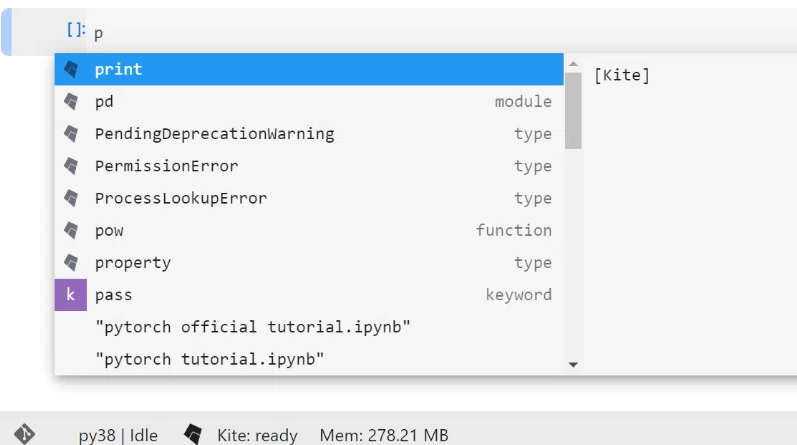 [ ]: p
print [Kite]
pd module
PendingDeprecationWarning type
PermissionError type
ProcessLookupError type
pow function
property type
k pass keyword
"pytorch official tutorial.ipynb"
"pytorch tutorial.ipynb"
py38 | Idle Kite: ready Mem: 278.21 MB